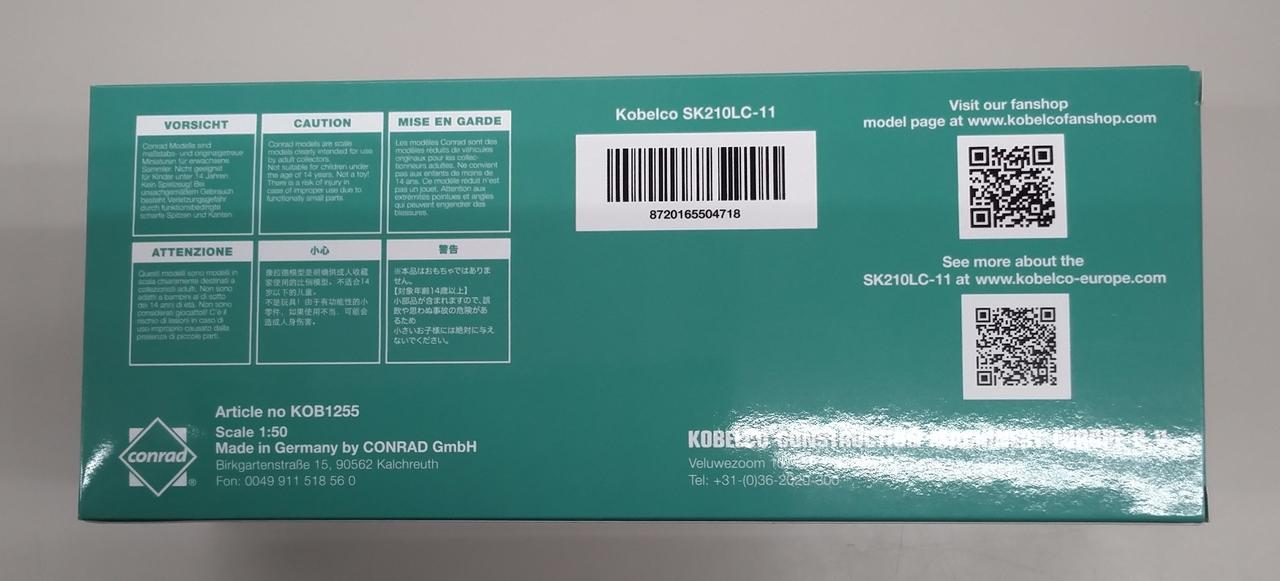 VORSICHT
Conrad Modelle sind
maßstabs- und originalgetreue
Miniaturen für erwachsene
Sammler. Nicht geeignet
für Kinder unter 14 Jahren.
Kein Spielzeug! Bei
unsachgemäßem Gebrauch
besteht Verletzungsgefahr
durch funktionsbedingte
scharfe Spitzen und Kanten.
CAUTION
Conrad models are scale
models clearly intended for use
by adult collectors.
Not suitable for children under
the age of 14 years. Not a toy!
There is a risk of injury in
case of improper use due to
functionally small parts.
MISE EN GARDE
Les modèles Conrad sont des
modèles réduits de véhicules
originaux pour les collec-
tionneurs adultes. Ne convient
pas aux enfants de moins de
14 ans. Ce modèle réduit n'est
pas un jouet. Attention aux
extrémités pointues et angles
qui peuvent engendrer des
blessures.
ATTENZIONE
Questi modelli sono modelli in
scala chiaramente destinati a
collezionisti adulti. Non sono
adatti a bambini al di sotto
dei 14 anni di età. Non sono
considerati giocattoli! C'è il
rischio di lesioni in caso di
uso improprio causato dalla
presenza di piccole parti.
小心
康拉德模型是明确供成人收藏
家使用的比例模型。不适合14
岁以下的儿童。
不是玩具！由于有功能性的小
零件，如果使用不当，可能会
造成人身伤害。
警告
※本品はおもちゃではありま
せん。
【対象年齢14歳以上】
小部品が含まれますので、誤
飲や思わぬ事故の危険があ
るため
小さいお子様には絶対に与え
ないでください。
Kobelco SK210LC-11
8720165504718
Visit our fanshop
model page at www.kobelcofanshop.com
See more about the
SK210LC-11 at www.kobelco-europe.com
conrad
®
Article no KOB1255
Scale 1:50
Made in Germany by CONRAD GmbH
Birkgartenstraße 15, 90562 Kalchreuth
Fon: 0049 911 518 56 0
KOBELCO CONSTRUCTION MACHINERY EUROPE B.V.
Veluwezoom
Tel: +31-(0)36-2020-300